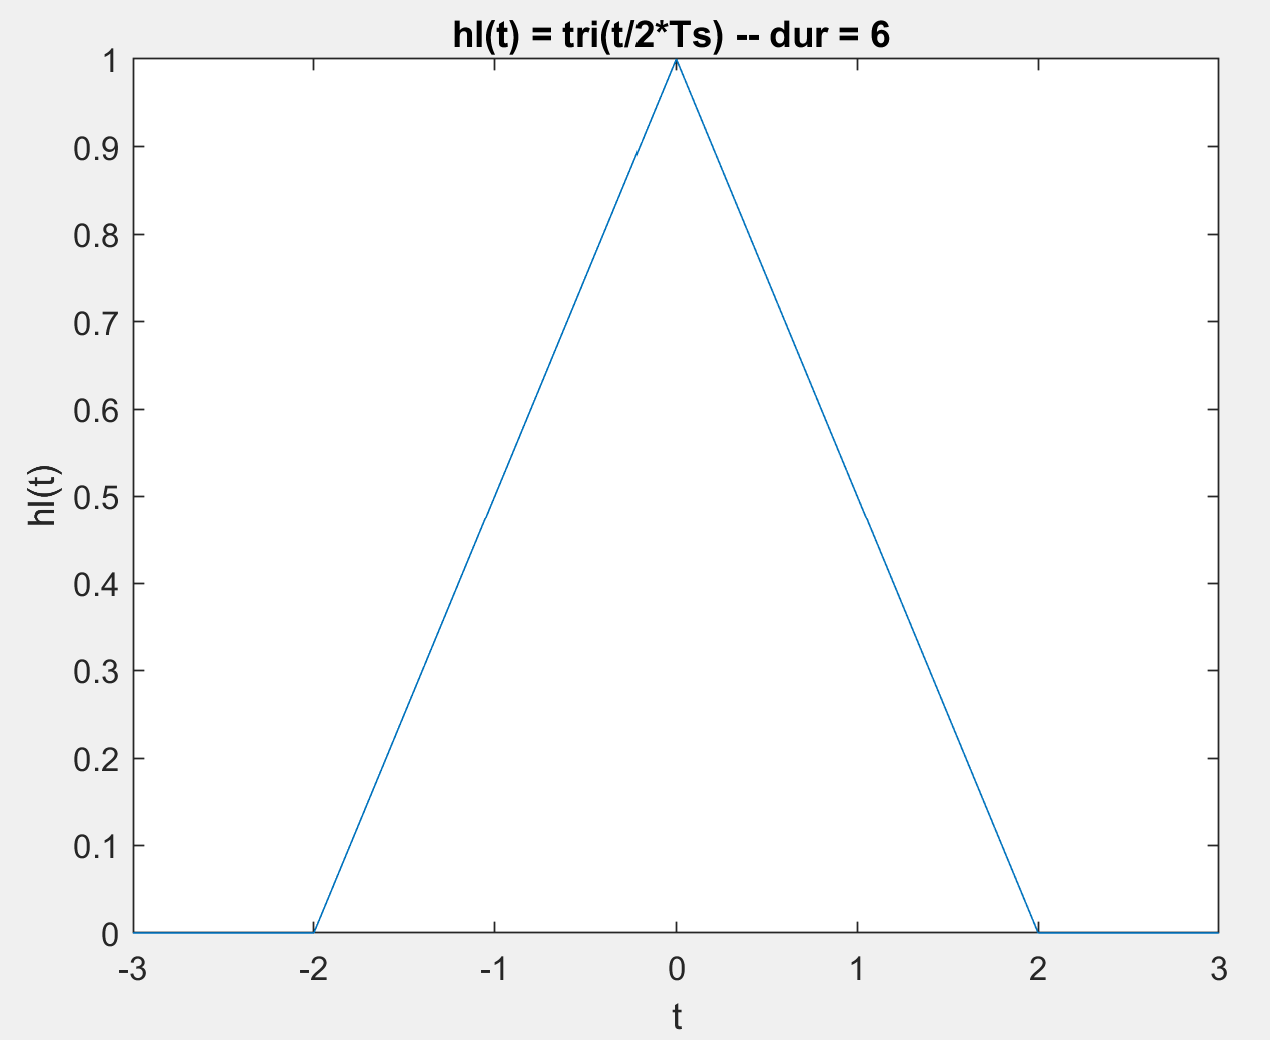 hl(t) = tri(t/2*Ts) -- dur = 6
1
0.9
0.8
0.7
0.6
0.5
0.4
0.3
0.2
0.1
0
hl(t)
-3 -2 -1 0 1 2 3
t